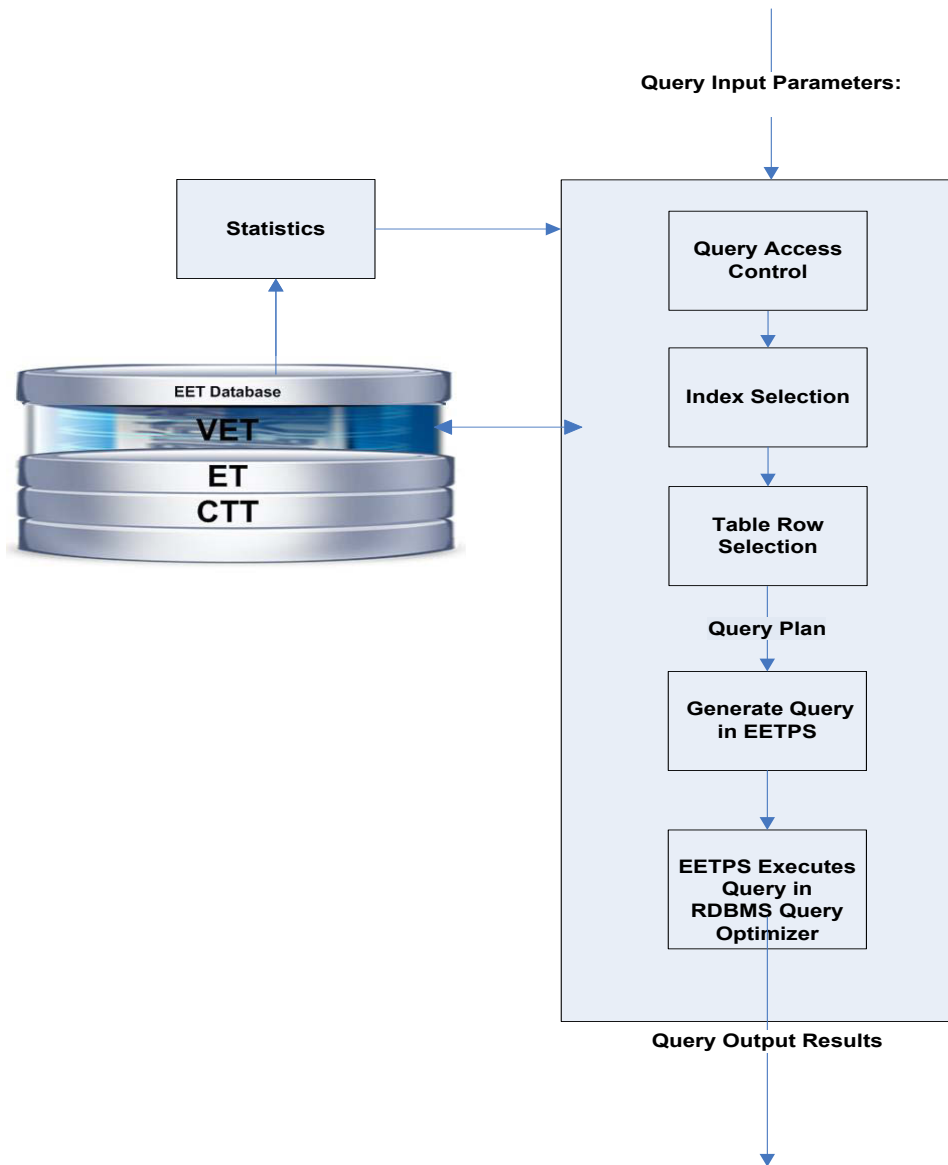 Query Input Parameters:
Statistics
Query Access
Control
EET Database
VET
ET
CTT
Index Selection
Table Row
Selection
Query Plan
Generate Query
in EETPS
EETPS Executes
Query in
RDBMS Query
Optimizer
Query Output Results